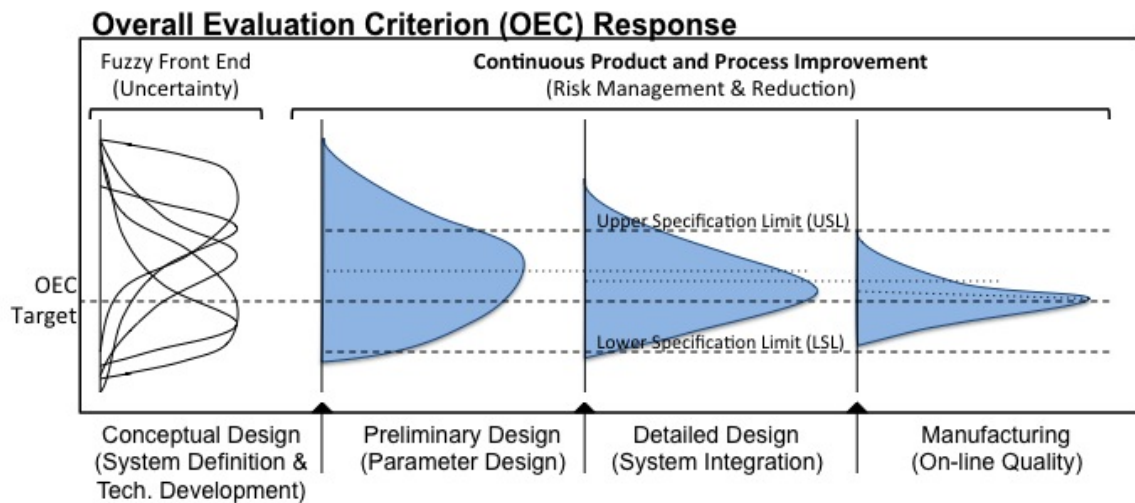 Overall Evaluation Criterion (OEC) Response
Fuzzy Front End
(Uncertainty)
Continuous Product and Process Improvement
(Risk Management & Reduction)
Upper Specification Limit (USL)
OEC
Target
Lower Specification Limit (LSL)
Conceptual Design
(System Definition &
Tech. Development)
Preliminary Design
(Parameter Design)
Detailed Design
(System Integration)
Manufacturing
(On-line Quality)